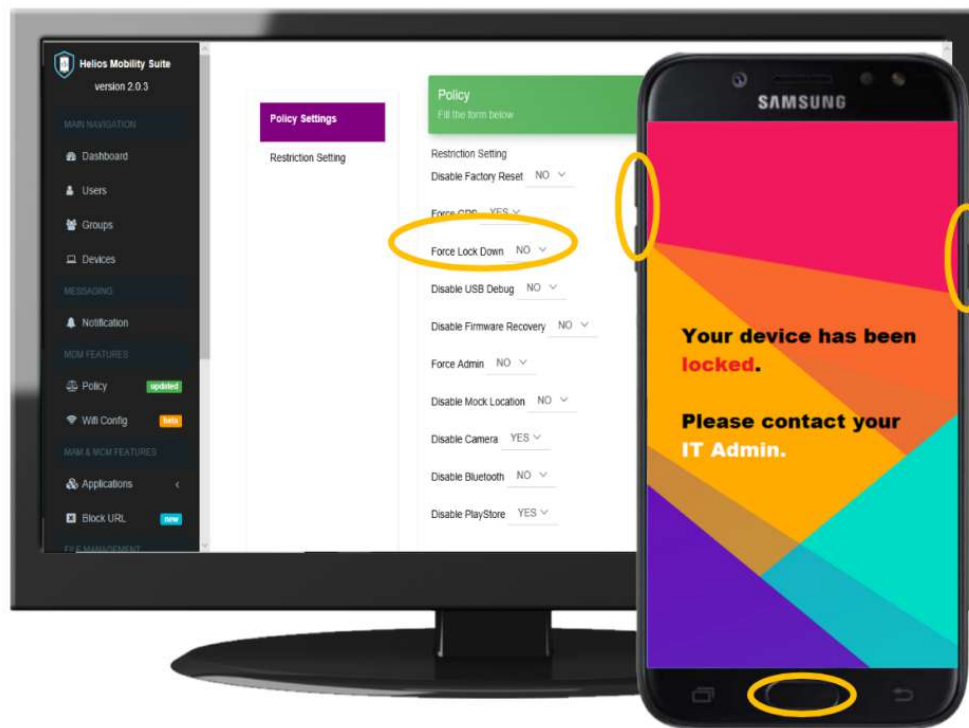 Helios Mobility Suite
version 2.0.3
MAIN NAVIGATION
Dashboard
Users
Groups
Devices
MESSAGING
Notification
MDM FEATURES
Policy updated
Wifi Config beta
MAM & MCM FEATURES
Applications
Block URL new
FILE MANAGEMENT
Policy Settings
Restriction Setting
Policy
Fill the form below
Restriction Setting
Disable Factory Reset NO
Force GPS YES
Force Lock Down NO
Disable USB Debug NO
Disable Firmware Recovery NO
Force Admin NO
Disable Mock Location NO
Disable Camera YES
Disable Bluetooth NO
Disable PlayStore YES
SAMSUNG
Your device has been
locked.
Please contact your
IT Admin.